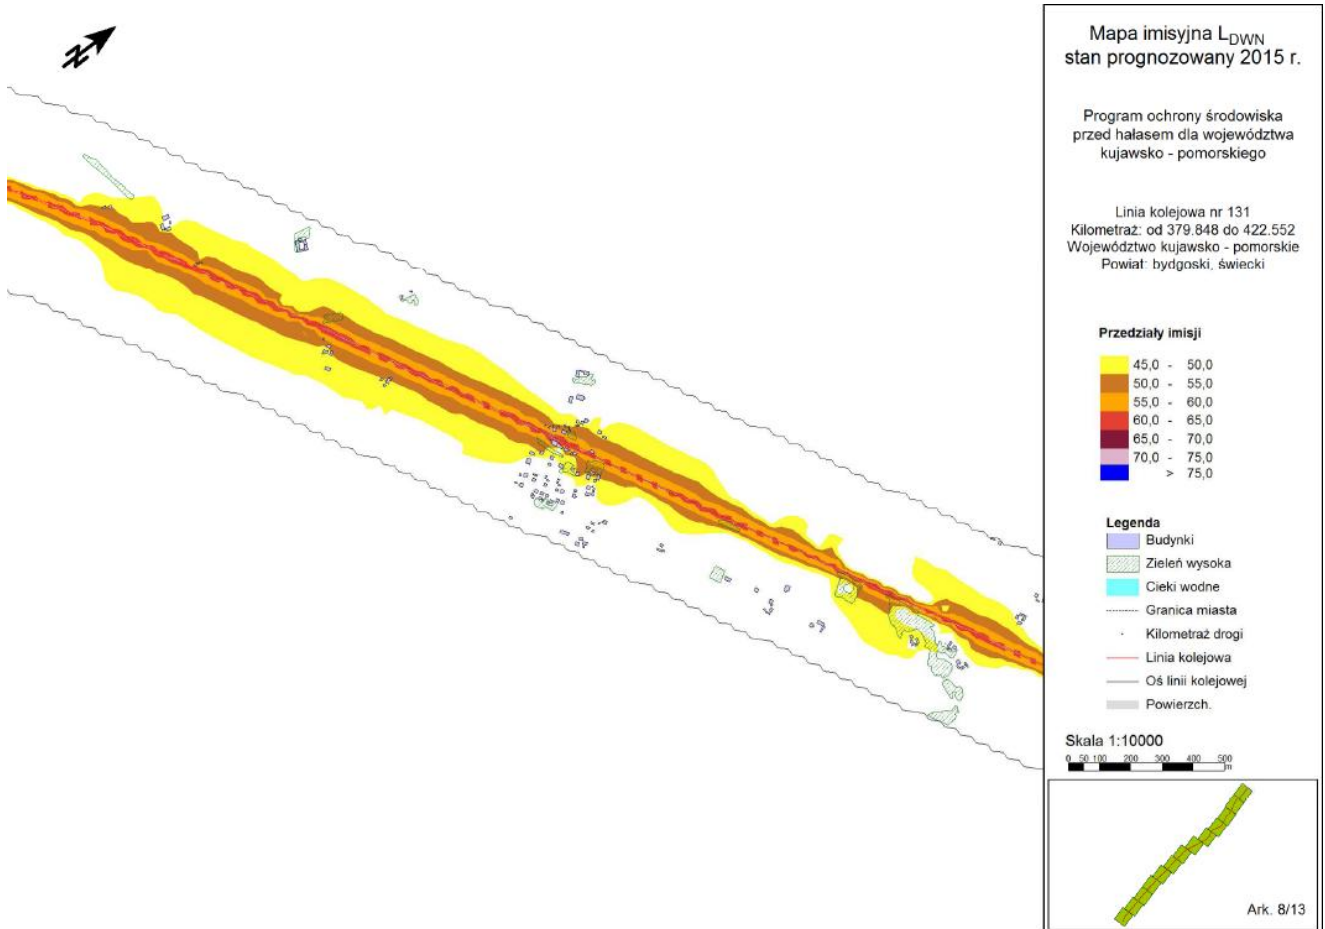 N
Mapa imisyjna LDWN
stan prognozowany 2015 r.
Program ochrony środowiska
przed hałasem dla województwa
kujawsko - pomorskiego
Linia kolejowa nr 131
Kilometraż: od 379.848 do 422.552
Województwo kujawsko - pomorskie
Powiat: bydgoski, świecki
Przedziały imisji
45,0 - 50,0
50,0 - 55,0
55,0 - 60,0
60,0 - 65,0
65,0 - 70,0
70,0 - 75,0
> 75,0
Legenda
Budynki
Zieleń wysoka
Cieki wodne
Granica miasta
Kilometraż drogi
Linia kolejowa
Oś linii kolejowej
Powierzch.
Skala 1:10000
0 50 100 200 300 400 500
m
Ark. 8/13